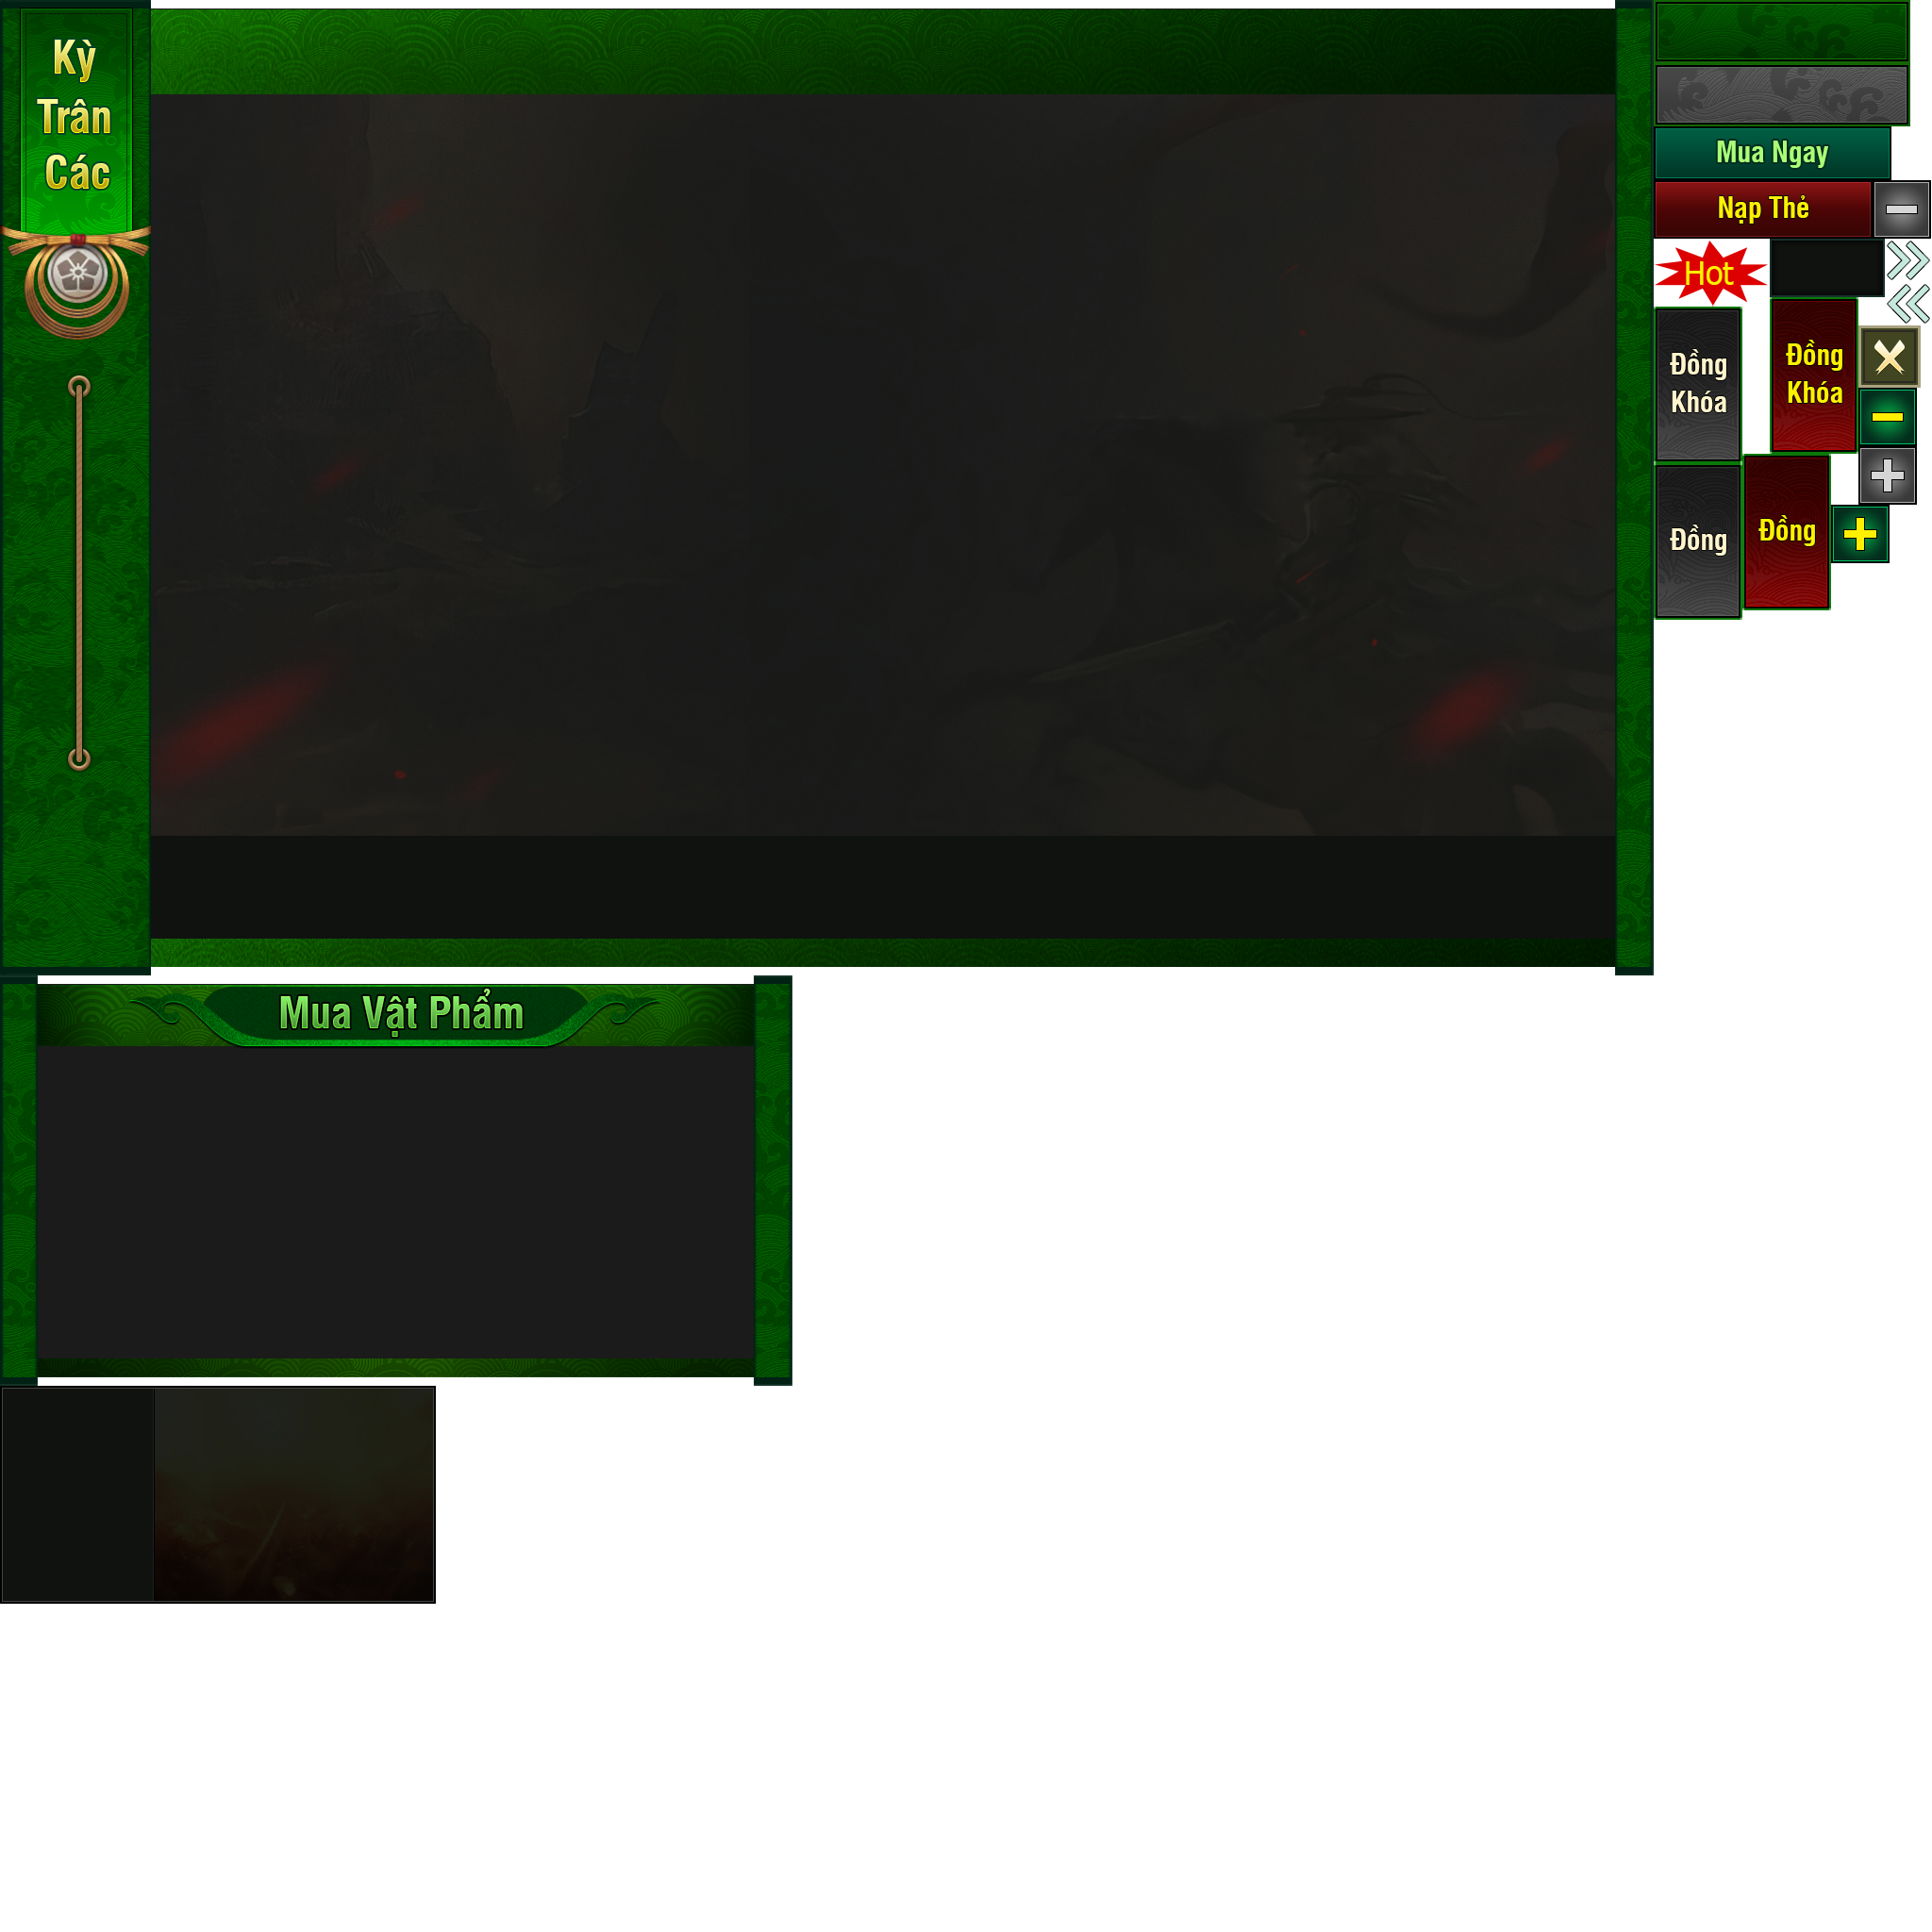 Kỳ
Trân
Các
Mua Ngay
Nạp Thẻ
Hot
Đồng
Khóa
Đồng
Khóa
Đồng
Đồng
Mua Vật Phẩm